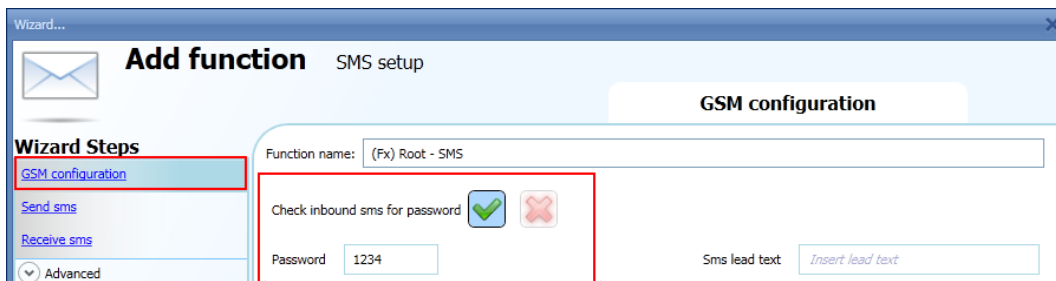 Wizard...
Add function SMS setup
GSM configuration
Wizard Steps
GSM configuration
Send sms
Receive sms
Advanced
Function name: (Fx) Root - SMS
Check inbound sms for password
Password 1234
Sms lead text Insert lead text